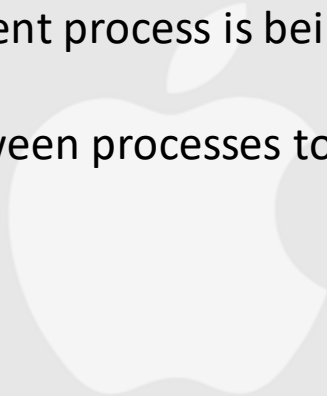 ent process is bei
ween processes to